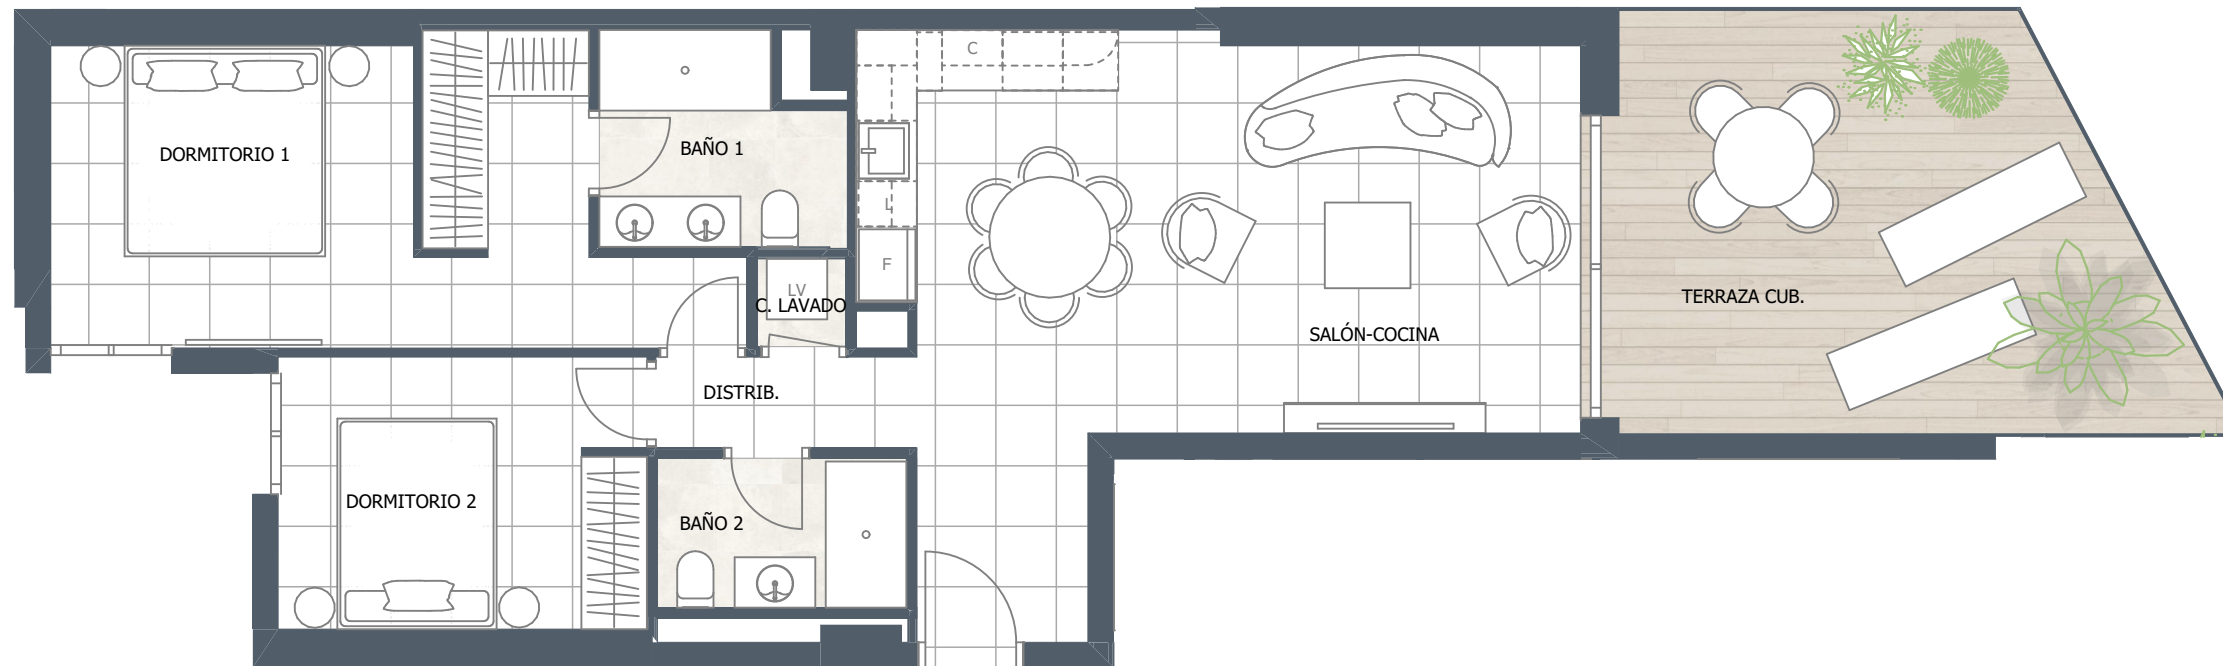 C
DORMITORIO 1
BAÑO 1
L
F
LV
C. LAVADO
TERRAZA CUB.
SALÓN-COCINA
DISTRIB.
DORMITORIO 2
BAÑO 2